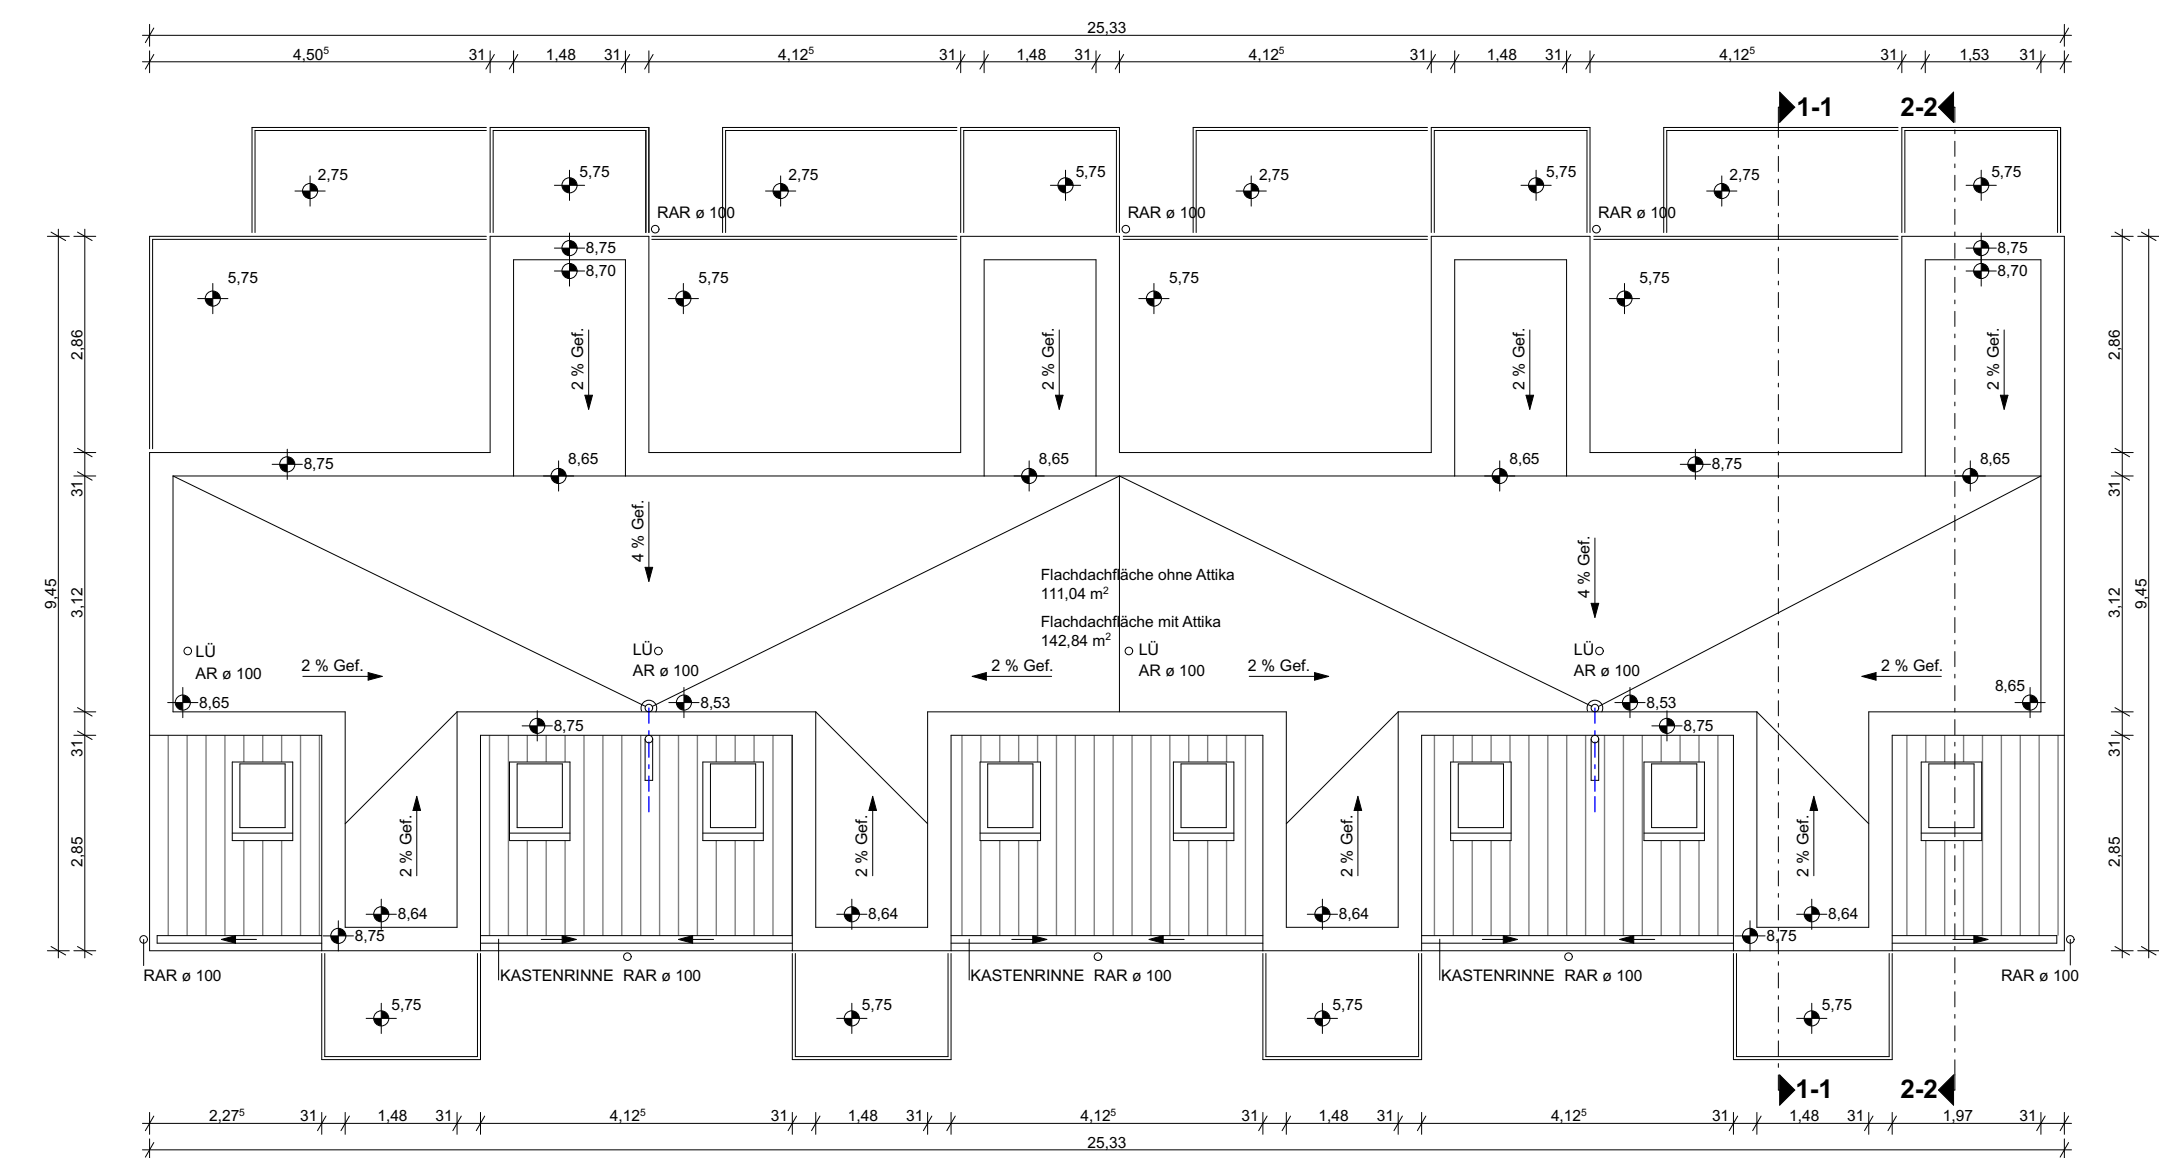 25,33
4,50⁵ 31 1,48 31 4,12⁵ 31 1,48 31 4,12⁵ 31 1,48 31 4,12⁵ 31 1,53 31
1-1 2-2
2,75 5,75 2,75 5,75 2,75 5,75 2,75 5,75
RAR ø 100 RAR ø 100 RAR ø 100
8,75 8,75
8,70 8,70
5,75 5,75 5,75 5,75
2,86 2 % Gef. 2 % Gef. 2 % Gef. 2 % Gef. 2,86
8,75 8,65 8,65 8,65 8,75 8,65
31 31
4 % Gef. 4 % Gef.
9,45 3,12 3,12 9,45
Flachdachfläche ohne Attika
111,04 m²
Flachdachfläche mit Attika
142,84 m²
LÜ LÜ LÜ LÜ
AR ø 100 AR ø 100 AR ø 100 AR ø 100
2 % Gef. 2 % Gef. 2 % Gef. 2 % Gef.
8,65 8,53 8,53 8,65
8,75 8,75
31 31
2,85 2 % Gef. 2 % Gef. 2 % Gef. 2 % Gef. 2,85
8,64 8,64 8,64 8,64
8,75 8,75
RAR ø 100 KASTENRINNE RAR ø 100 KASTENRINNE RAR ø 100 KASTENRINNE RAR ø 100 RAR ø 100
5,75 5,75 5,75 5,75
1-1 2-2
2,27⁵ 31 1,48 31 4,12⁵ 31 1,48 31 4,12⁵ 31 1,48 31 4,12⁵ 31 1,48 31 1,97 31
25,33